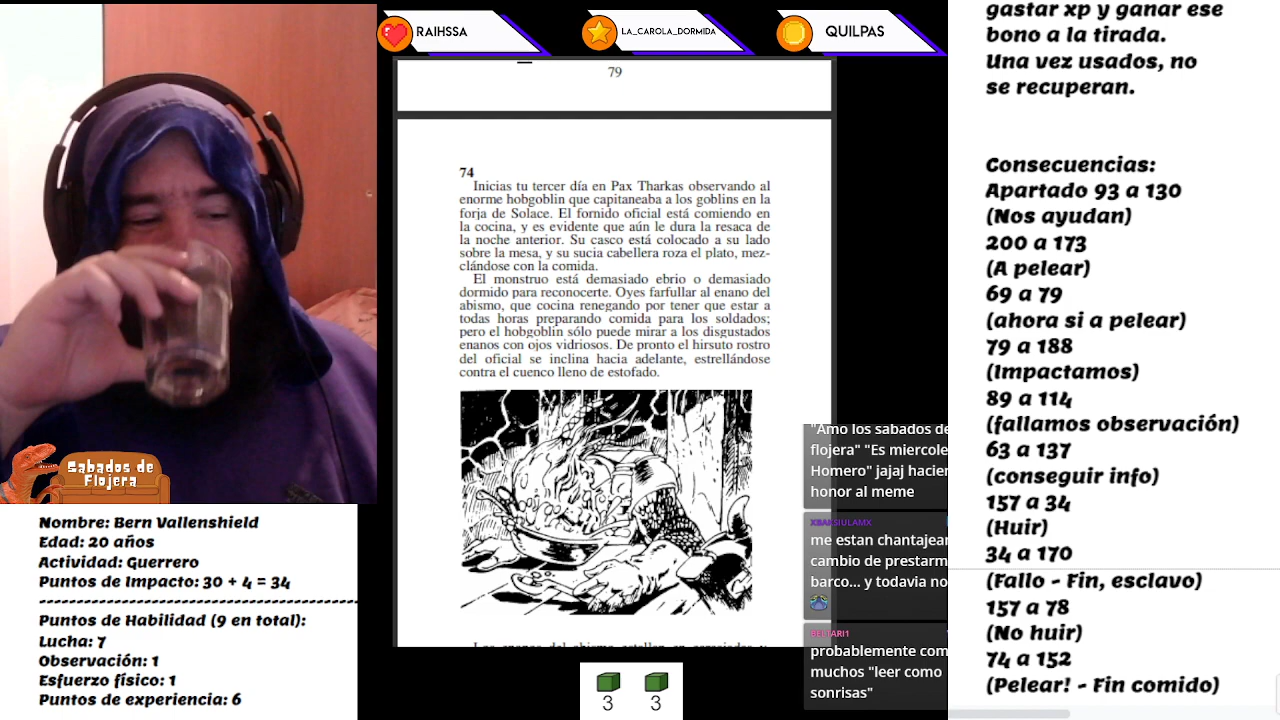 RAIHSSA
LA_CAROLA_DORMIDA
QUILPAS
79
74
Inicias tu tercer día en Pax Tharkas observando al
enorme hobgoblin que capitaneaba a los goblins en la
forja de Solace. El fornido oficial está comiendo en
la cocina, y es evidente que aún le dura la resaca de
la noche anterior. Su casco está colocado a su lado
sobre la mesa, y su sucia cabellera roza el plato, mez-
clándose con la comida.
El monstruo está demasiado ebrio o demasiado
dormido para reconocerte. Oyes farfullar al enano del
abismo, que cocina renegando por tener que estar a
todas horas preparando comida para los soldados;
pero el hobgoblin sólo puede mirar a los disgustados
enanos con ojos vidriosos. De pronto el hirsuto rostro
del oficial se inclina hacia adelante, estrellándose
contra el cuenco lleno de estofado.
Sabados de
Flojera
Nombre: Bern Vallenshield
Edad: 20 años
Actividad: Guerrero
Puntos de Impacto: 30 + 4 = 34
Puntos de Habilidad (9 en total):
Lucha: 7
Observación: 1
Esfuerzo físico: 1
Puntos de experiencia: 6
3 3
"Amo los sabados de
flojera" "Es miercole
Homero" jajaj hacien
honor al meme
me estan chantajear
cambio de prestarm
barco... y todavia no
probablemente com
muchos "leer como
sonrisas"
gastar xp y ganar ese
bono a la tirada.
Una vez usados, no
se recuperan.
Consecuencias:
Apartado 93 a 130
(Nos ayudan)
200 a 173
(A pelear)
69 a 79
(ahora si a pelear)
79 a 188
(Impactamos)
89 a 114
(fallamos observación)
63 a 137
(conseguir info)
157 a 34
(Huir)
34 a 170
(Fallo - Fin, esclavo)
157 a 78
(No huir)
74 a 152
(Pelear! - Fin comido)